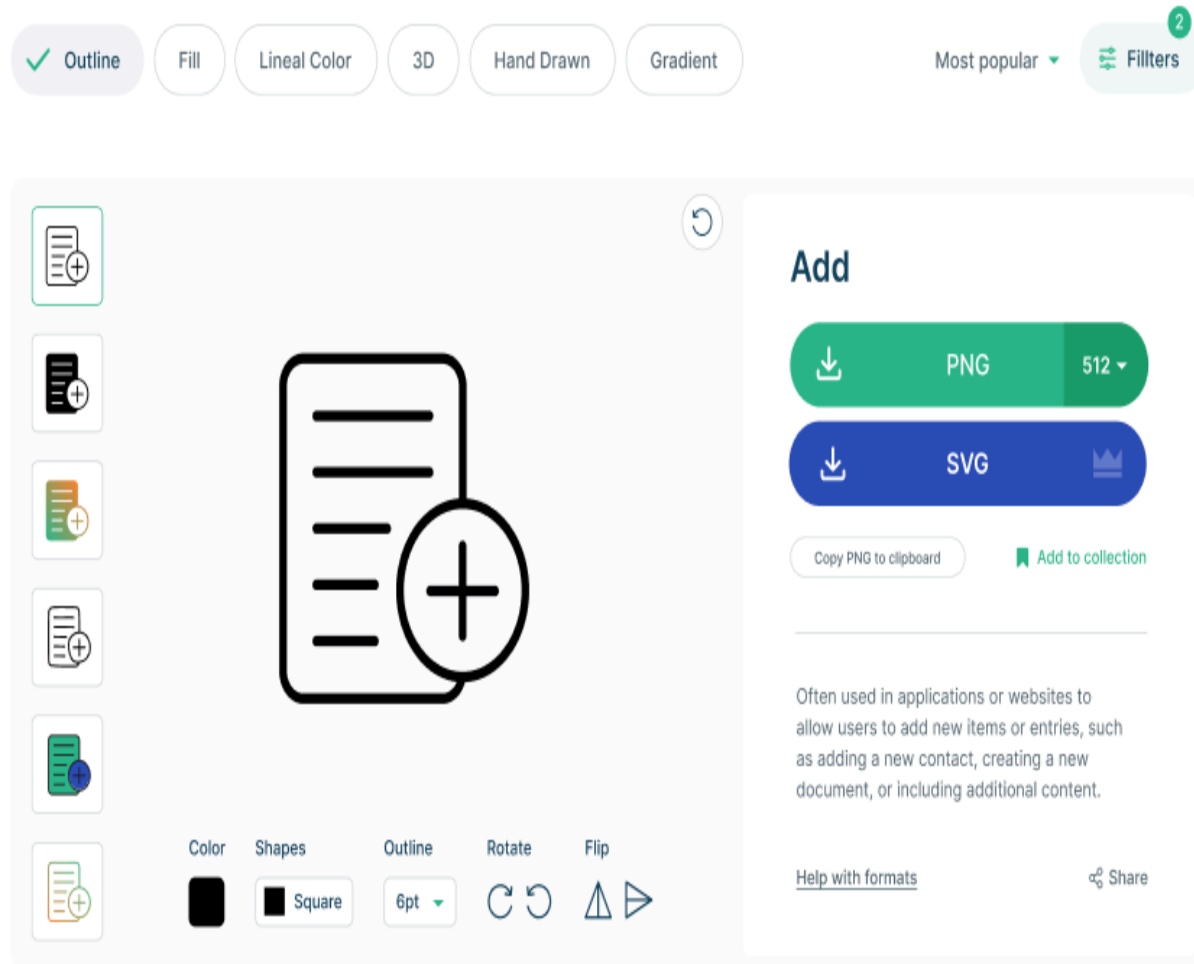 Outline
Fill
Lineal Color
3D
Hand Drawn
Gradient
Most popular
Fillters
2
Add
PNG
512
SVG
Copy PNG to clipboard
Add to collection
Often used in applications or websites to
allow users to add new items or entries, such
as adding a new contact, creating a new
document, or including additional content.
Help with formats
Share
Color
Shapes
Outline
Rotate
Flip
Square
6pt